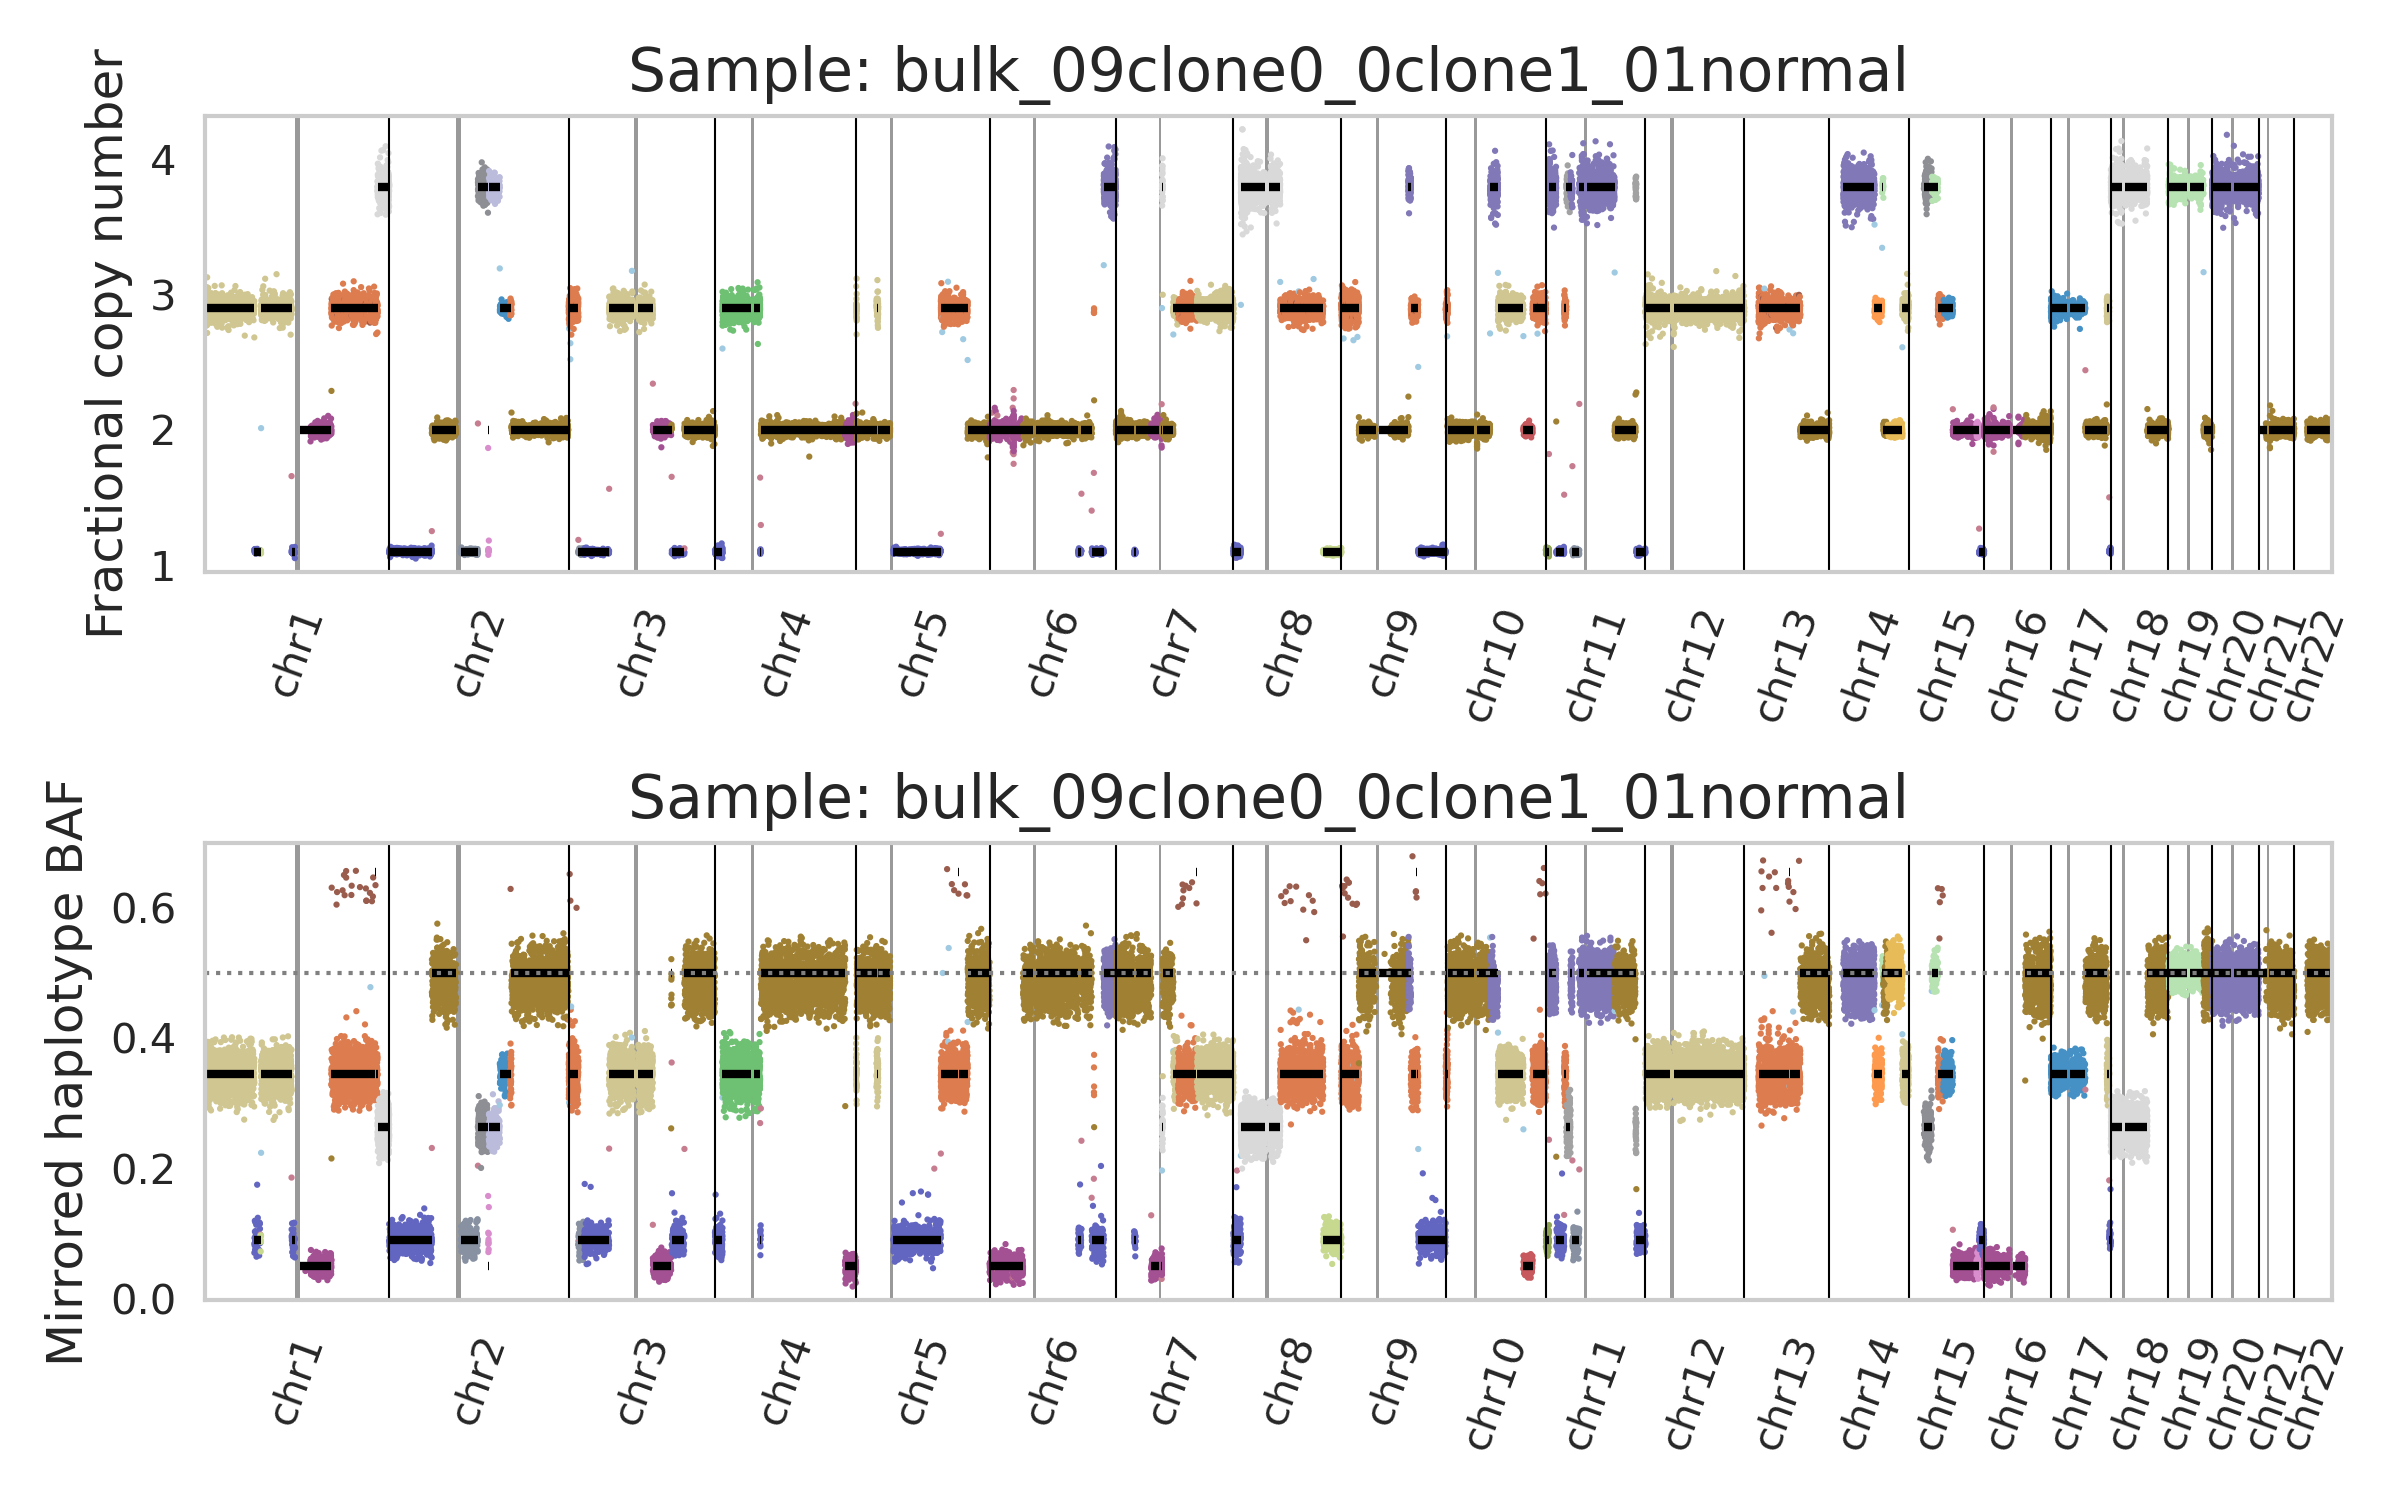 Sample: bulk_09clone0_0clone1_01normal
Fractional copy number
4
3
2
1
chr1
chr2
chr3
chr4
chr5
chr6
chr7
chr8
chr9
chr10
chr11
chr12
chr13
chr14
chr15
chr16
chr17
chr18
chr19
chr20
chr21
chr22
Sample: bulk_09clone0_0clone1_01normal
Mirrored haplotype BAF
0.6
0.4
0.2
0.0
chr1
chr2
chr3
chr4
chr5
chr6
chr7
chr8
chr9
chr10
chr11
chr12
chr13
chr14
chr15
chr16
chr17
chr18
chr19
chr20
chr21
chr22